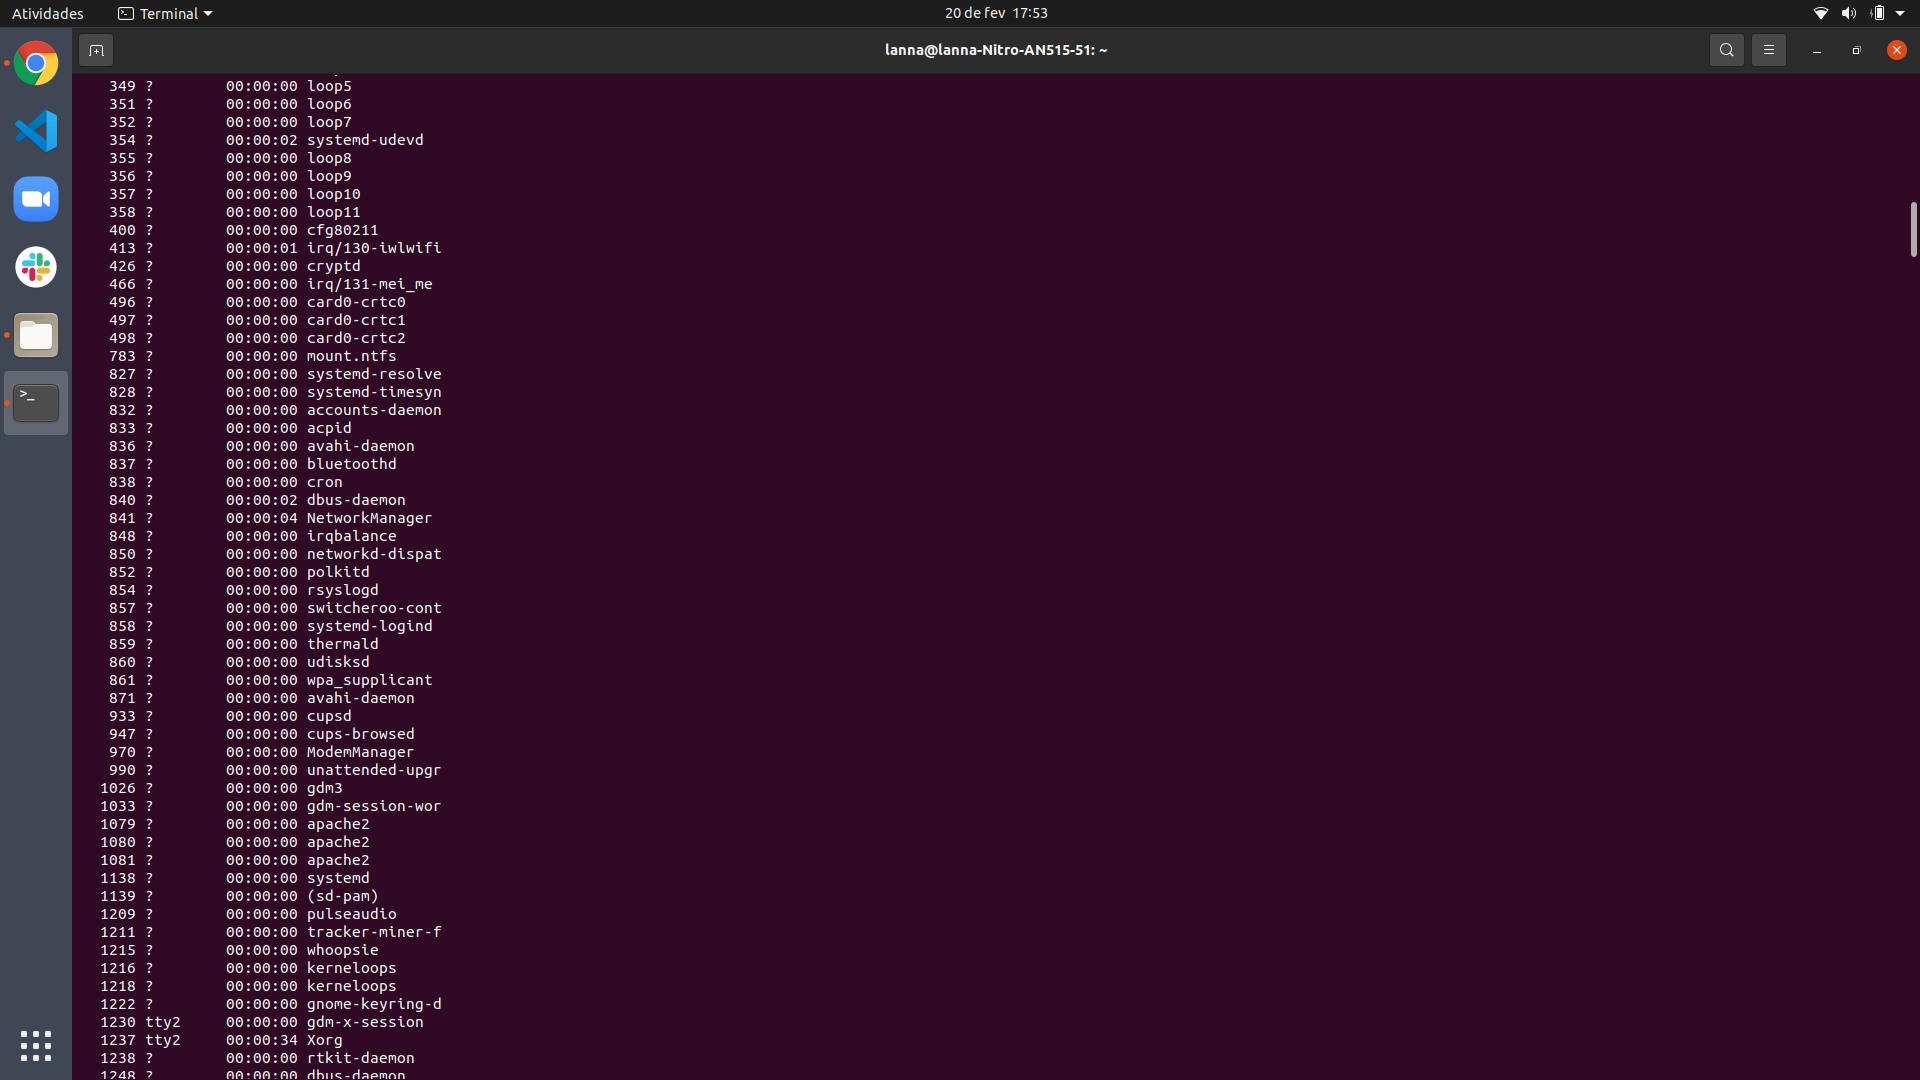 Atividades
Terminal
20 de fev 17:53
lanna@lanna-Nitro-AN515-51: ~
349 ? 00:00:00 loop5
351 ? 00:00:00 loop6
352 ? 00:00:00 loop7
354 ? 00:00:02 systemd-udevd
355 ? 00:00:00 loop8
356 ? 00:00:00 loop9
357 ? 00:00:00 loop10
358 ? 00:00:00 loop11
400 ? 00:00:00 cfg80211
413 ? 00:00:01 irq/130-iwlwifi
426 ? 00:00:00 cryptd
466 ? 00:00:00 irq/131-mei_me
496 ? 00:00:00 card0-crtc0
497 ? 00:00:00 card0-crtc1
498 ? 00:00:00 card0-crtc2
783 ? 00:00:00 mount.ntfs
827 ? 00:00:00 systemd-resolve
828 ? 00:00:00 systemd-timesyn
832 ? 00:00:00 accounts-daemon
833 ? 00:00:00 acpid
836 ? 00:00:00 avahi-daemon
837 ? 00:00:00 bluetoothd
838 ? 00:00:00 cron
840 ? 00:00:02 dbus-daemon
841 ? 00:00:04 NetworkManager
848 ? 00:00:00 irqbalance
850 ? 00:00:00 networkd-dispat
852 ? 00:00:00 polkitd
854 ? 00:00:00 rsyslogd
857 ? 00:00:00 switcheroo-cont
858 ? 00:00:00 systemd-logind
859 ? 00:00:00 thermald
860 ? 00:00:00 udisksd
861 ? 00:00:00 wpa_supplicant
871 ? 00:00:00 avahi-daemon
933 ? 00:00:00 cupsd
947 ? 00:00:00 cups-browsed
970 ? 00:00:00 ModemManager
990 ? 00:00:00 unattended-upgr
1026 ? 00:00:00 gdm3
1033 ? 00:00:00 gdm-session-wor
1079 ? 00:00:00 apache2
1080 ? 00:00:00 apache2
1081 ? 00:00:00 apache2
1138 ? 00:00:00 systemd
1139 ? 00:00:00 (sd-pam)
1209 ? 00:00:00 pulseaudio
1211 ? 00:00:00 tracker-miner-f
1215 ? 00:00:00 whoopsie
1216 ? 00:00:00 kerneloops
1218 ? 00:00:00 kerneloops
1222 ? 00:00:00 gnome-keyring-d
1230 tty2 00:00:00 gdm-x-session
1237 tty2 00:00:34 Xorg
1238 ? 00:00:00 rtkit-daemon
1248 ? 00:00:00 dbus-daemon